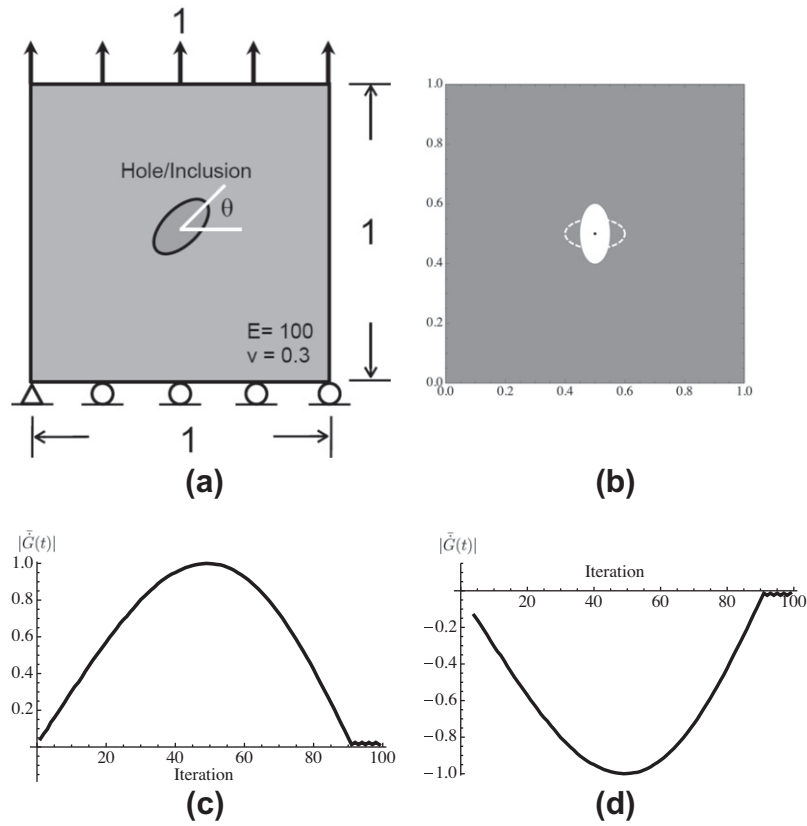 1
Hole/Inclusion
θ
1
E= 100
ν = 0.3
1
(a)
1.0
0.8
0.6
0.4
0.2
0.0
0.0 0.2 0.4 0.6 0.8 1.0
(b)
|Ġ̄(t)|
1.0
0.8
0.6
0.4
0.2
20 40 60 80 100
Iteration
(c)
|Ġ̄(t)|
Iteration
20 40 60 80 100
−0.2
−0.4
−0.6
−0.8
−1.0
(d)